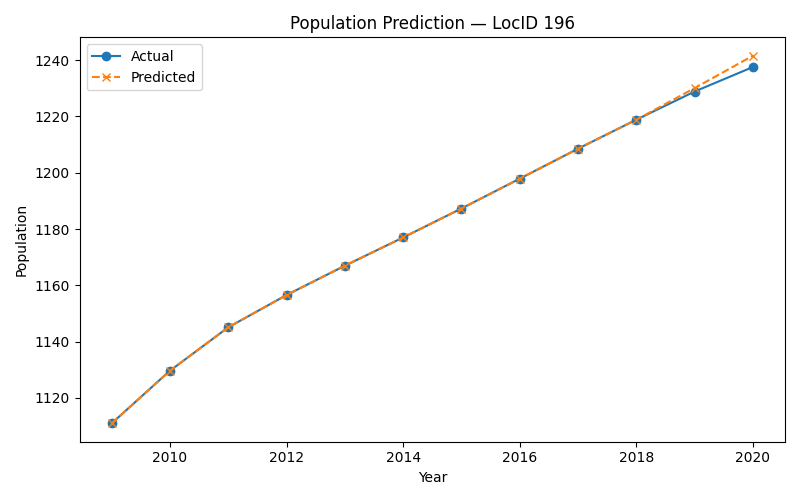 Population Prediction — LocID 196
Actual
Predicted
Population
1240
1220
1200
1180
1160
1140
1120
2010 2012 2014 2016 2018 2020
Year